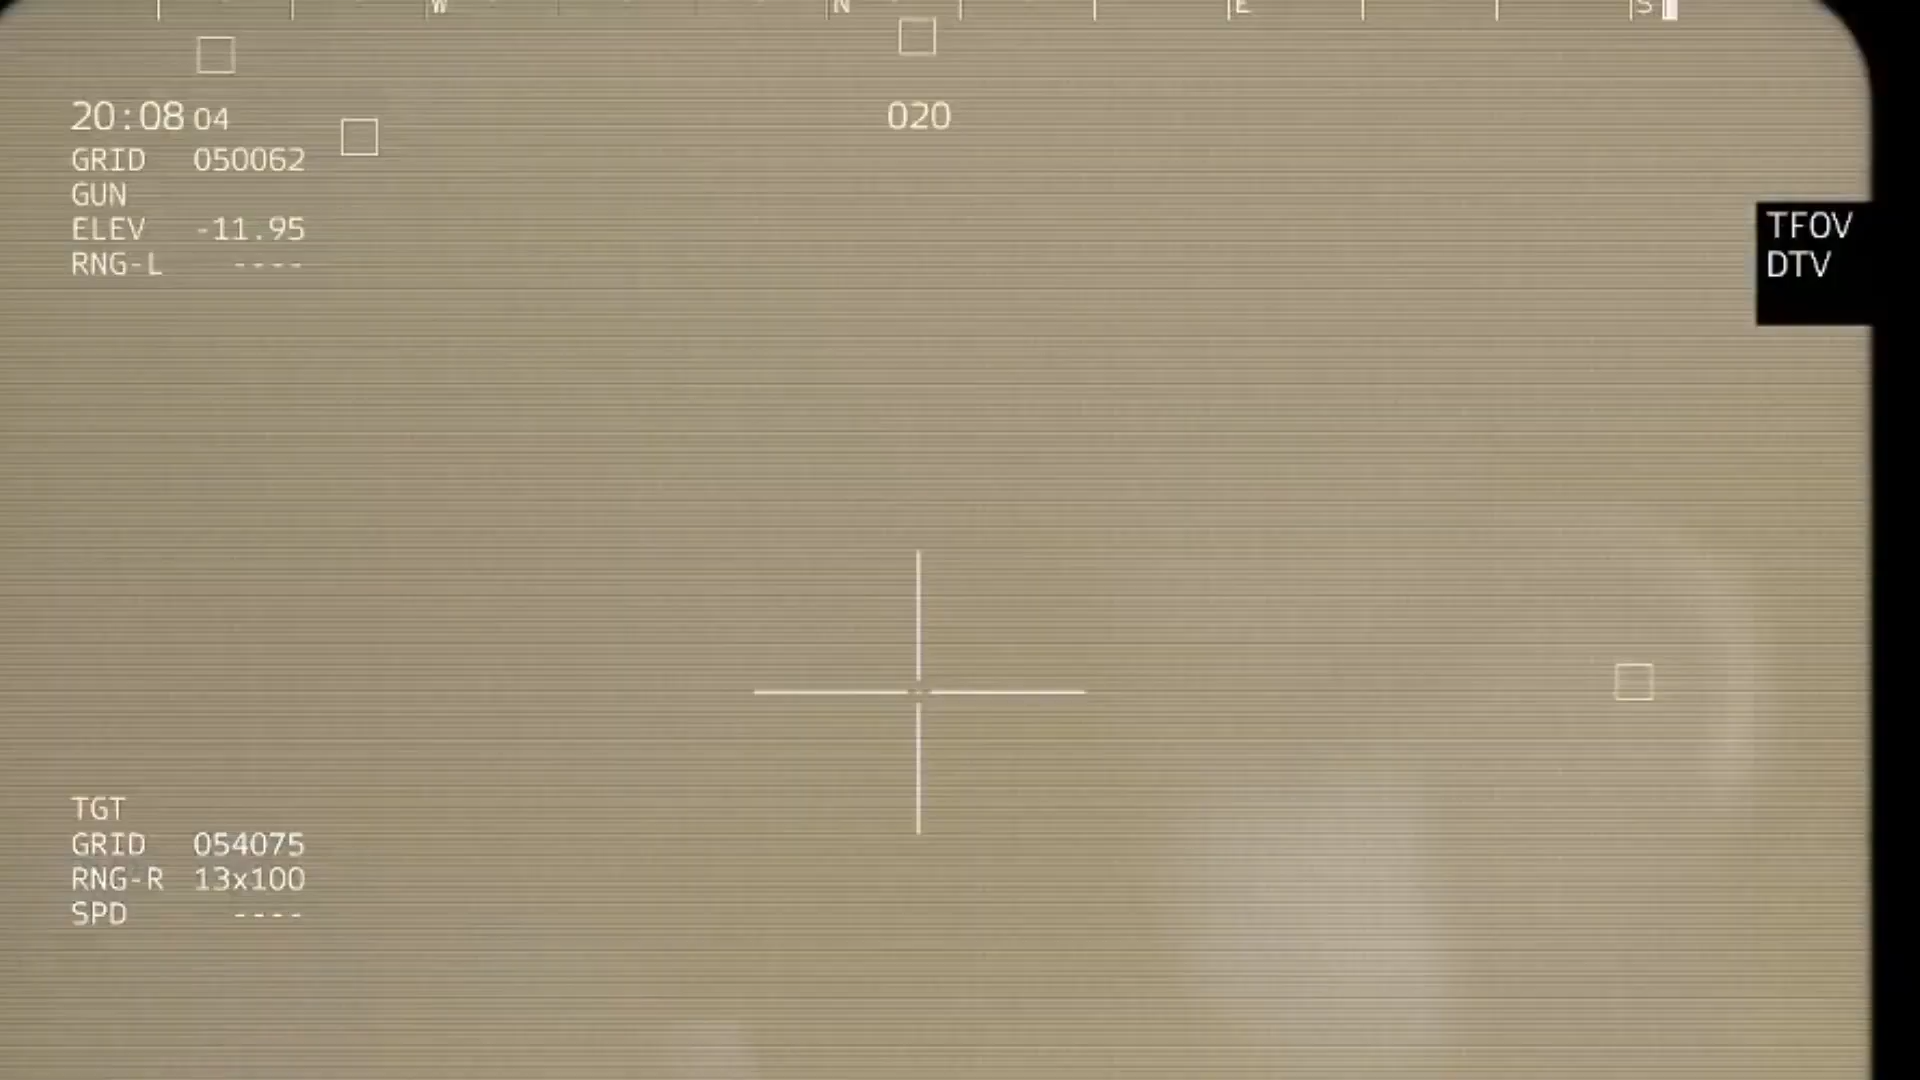 W N E S
20:08 04
020
GRID 050062
GUN
ELEV -11.95
RNG-L ----
TFOV
DTV
TGT
GRID 054075
RNG-R 13x100
SPD ----